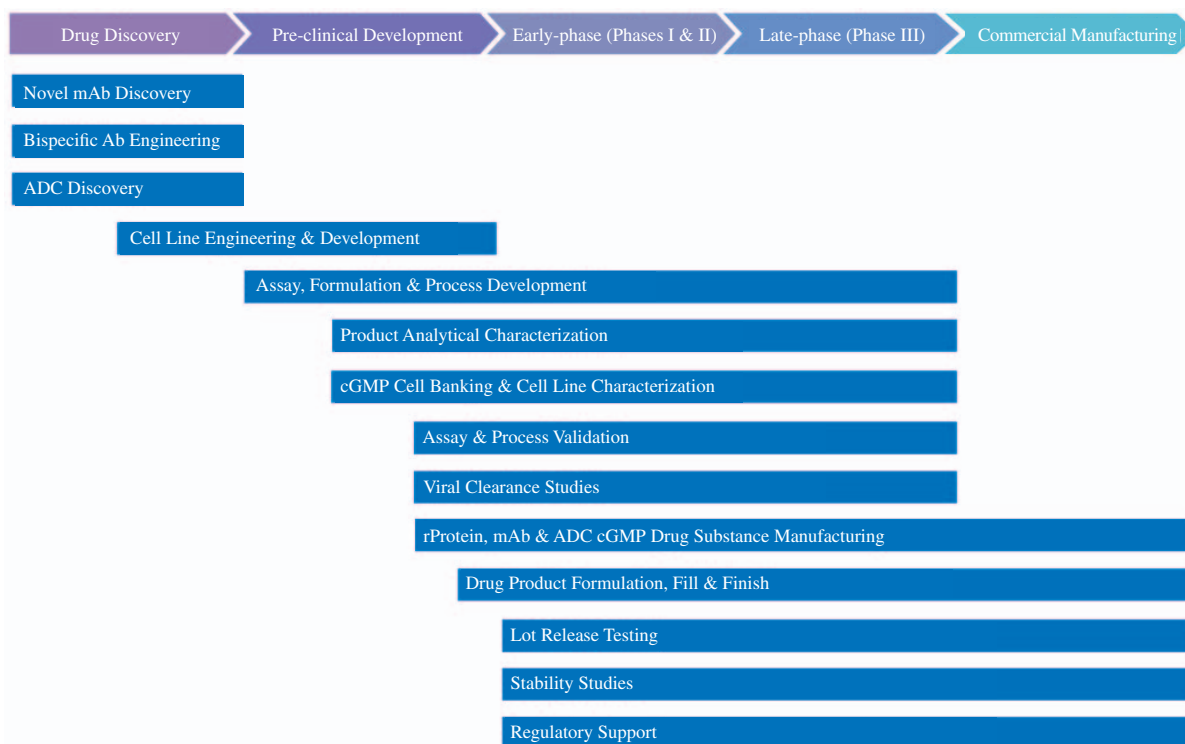 Drug Discovery
Pre-clinical Development
Early-phase (Phases I & II)
Late-phase (Phase III)
Commercial Manufacturing
Novel mAb Discovery
Bispecific Ab Engineering
ADC Discovery
Cell Line Engineering & Development
Assay, Formulation & Process Development
Product Analytical Characterization
cGMP Cell Banking & Cell Line Characterization
Assay & Process Validation
Viral Clearance Studies
rProtein, mAb & ADC cGMP Drug Substance Manufacturing
Drug Product Formulation, Fill & Finish
Lot Release Testing
Stability Studies
Regulatory Support